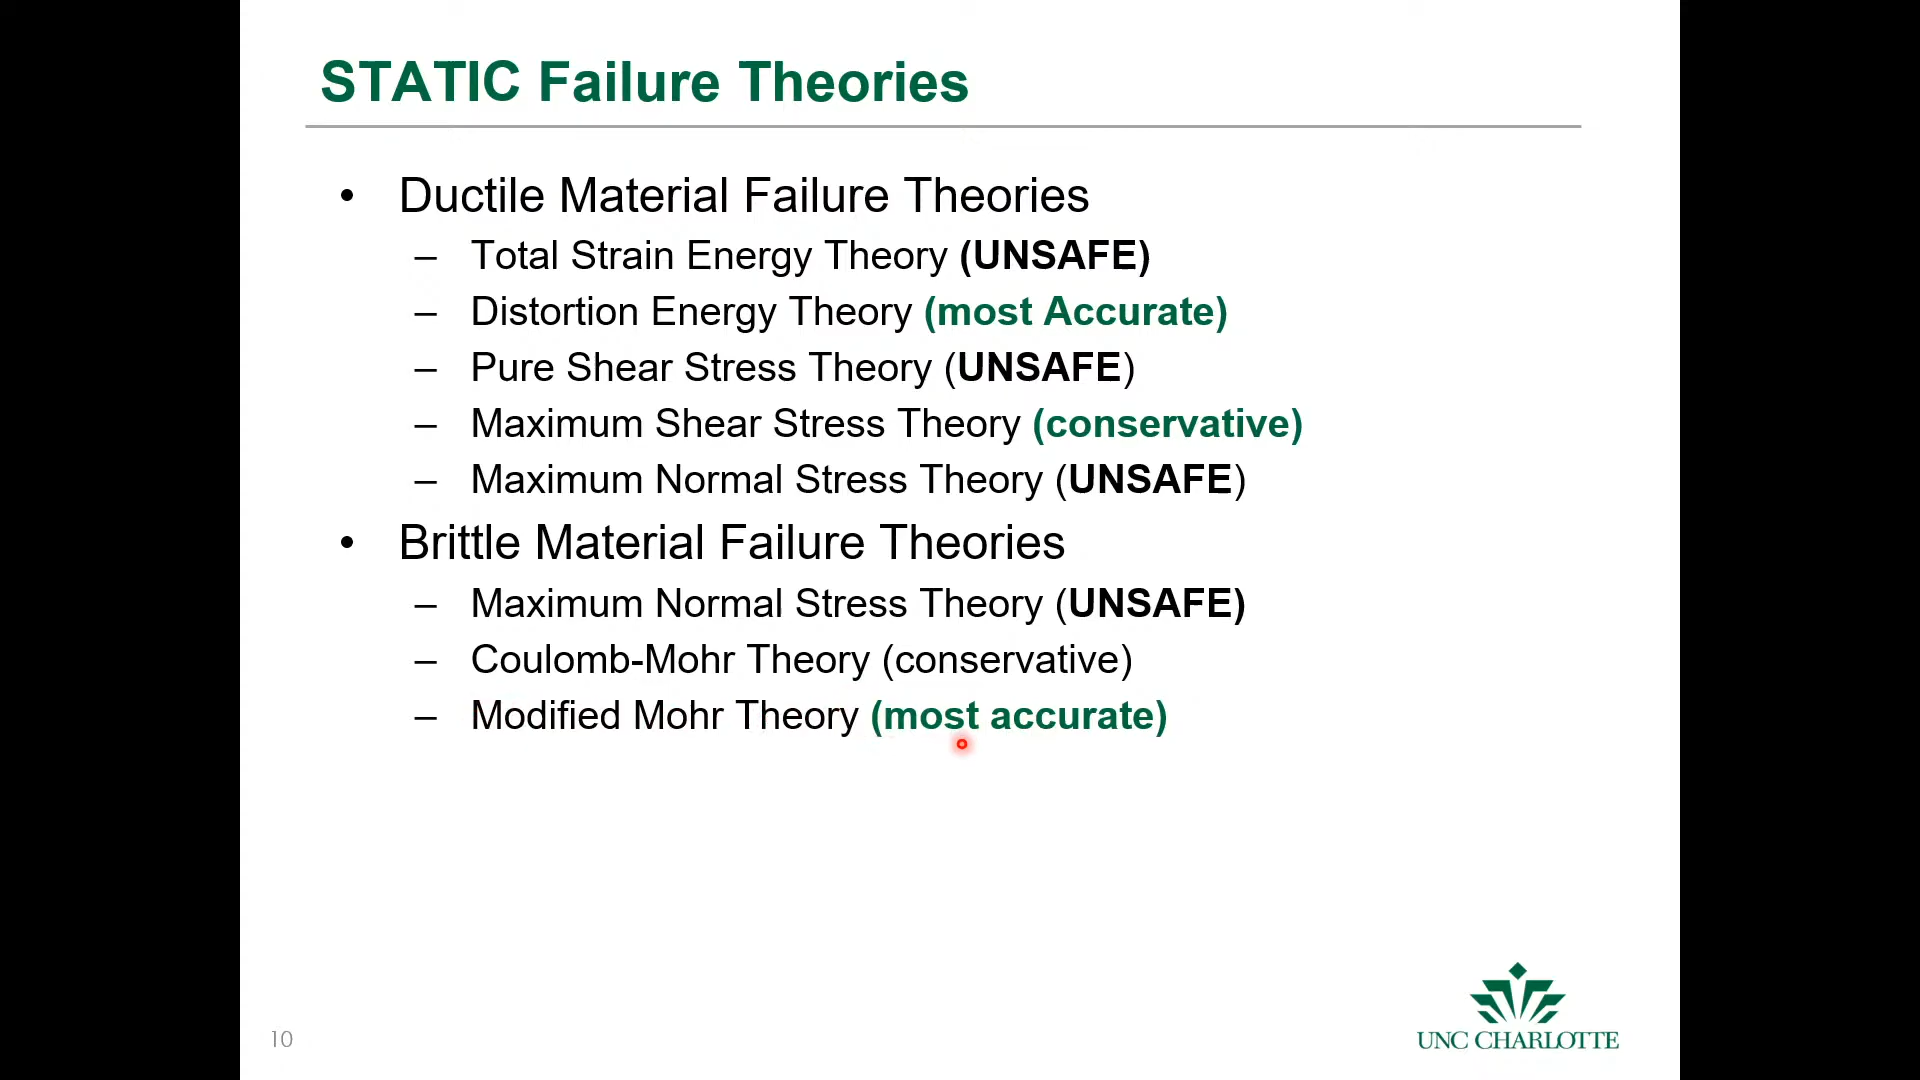 STATIC Failure Theories
• Ductile Material Failure Theories
– Total Strain Energy Theory (UNSAFE)
– Distortion Energy Theory (most Accurate)
– Pure Shear Stress Theory (UNSAFE)
– Maximum Shear Stress Theory (conservative)
– Maximum Normal Stress Theory (UNSAFE)
• Brittle Material Failure Theories
– Maximum Normal Stress Theory (UNSAFE)
– Coulomb-Mohr Theory (conservative)
– Modified Mohr Theory (most accurate)
10
UNC CHARLOTTE